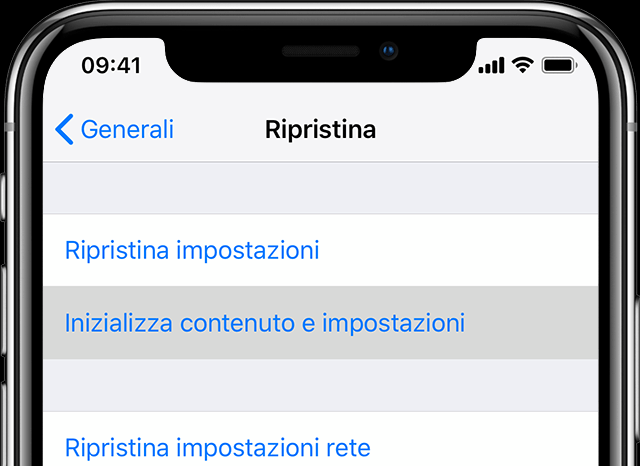 09:41
Generali
Ripristina
Ripristina impostazioni
Inizializza contenuto e impostazioni
Ripristina impostazioni rete